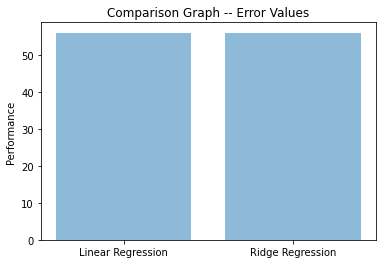 Comparison Graph -- Error Values
Performance
50
40
30
20
10
0
Linear Regression
Ridge Regression